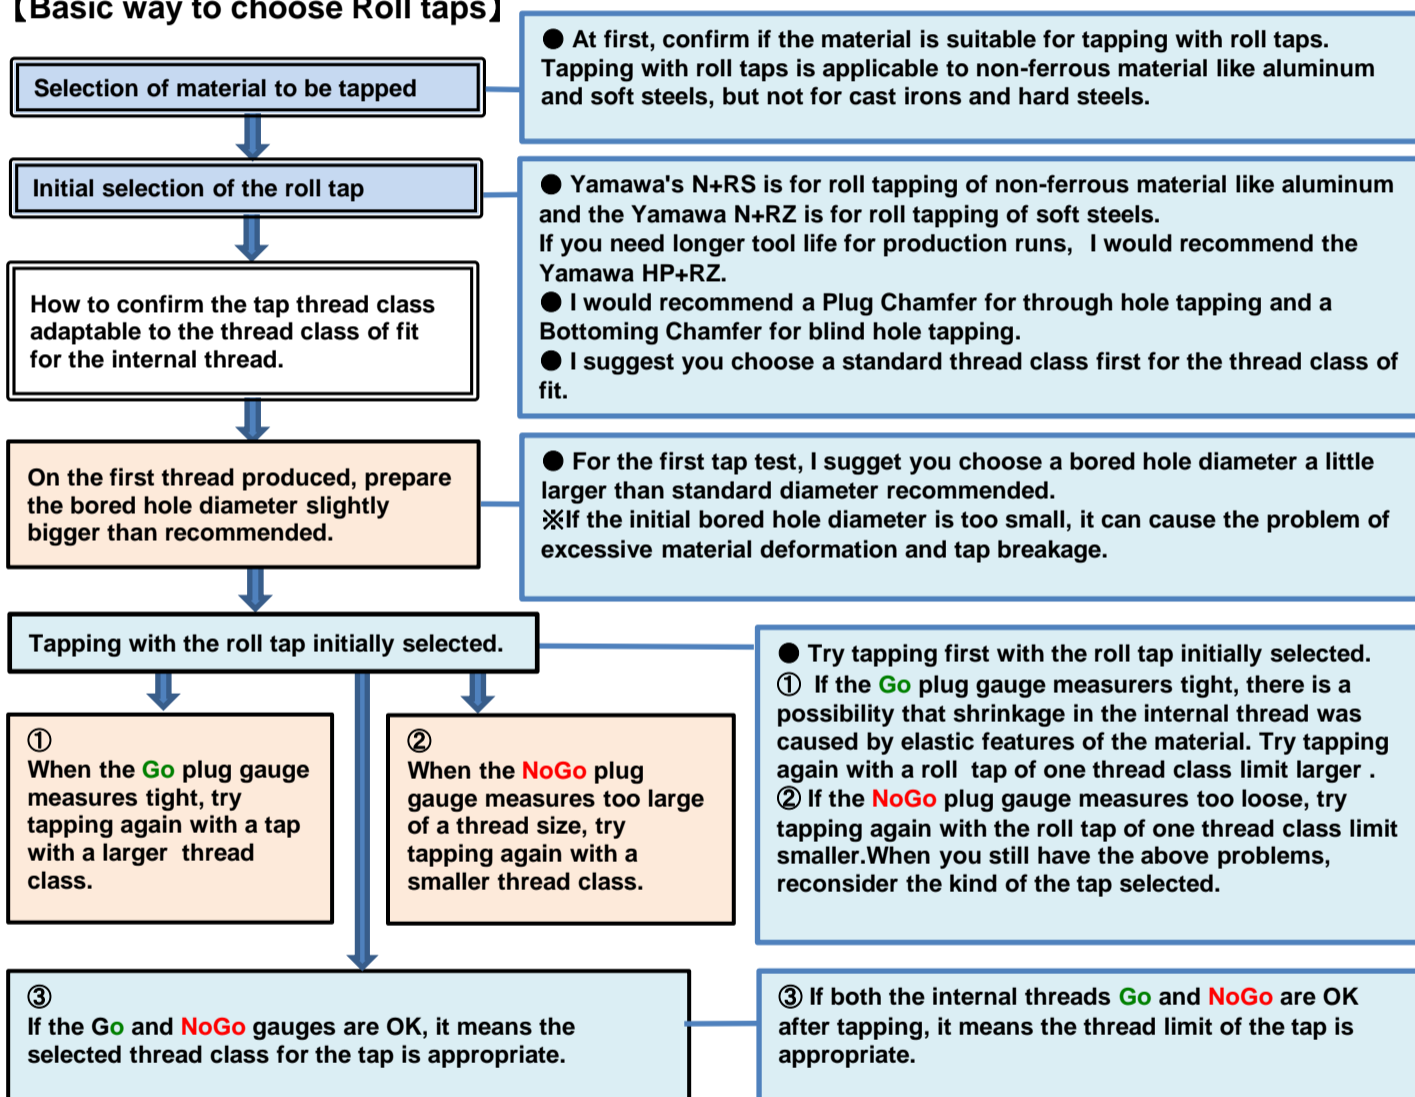 【Basic way to choose Roll taps】
Selection of material to be tapped
● At first, confirm if the material is suitable for tapping with roll taps.
Tapping with roll taps is applicable to non-ferrous material like aluminum
and soft steels, but not for cast irons and hard steels.
Initial selection of the roll tap
● Yamawa's N+RS is for roll tapping of non-ferrous material like aluminum
and the Yamawa N+RZ is for roll tapping of soft steels.
If you need longer tool life for production runs, I would recommend the
Yamawa HP+RZ.
● I would recommend a Plug Chamfer for through hole tapping and a
Bottoming Chamfer for blind hole tapping.
● I suggest you choose a standard thread class first for the thread class of
fit.
How to confirm the tap thread class
adaptable to the thread class of fit
for the internal thread.
On the first thread produced, prepare
the bored hole diameter slightly
bigger than recommended.
● For the first tap test, I sugget you choose a bored hole diameter a little
larger than standard diameter recommended.
※If the initial bored hole diameter is too small, it can cause the problem of
excessive material deformation and tap breakage.
Tapping with the roll tap initially selected.
● Try tapping first with the roll tap initially selected.
① If the Go plug gauge measurers tight, there is a
possibility that shrinkage in the internal thread was
caused by elastic features of the material. Try tapping
again with a roll tap of one thread class limit larger .
② If the NoGo plug gauge measures too loose, try
tapping again with the roll tap of one thread class limit
smaller.When you still have the above problems,
reconsider the kind of the tap selected.
①
When the Go plug gauge
measures tight, try
tapping again with a tap
with a larger thread
class.
②
When the NoGo plug
gauge measures too large
of a thread size, try
tapping again with a
smaller thread class.
③
If the Go and NoGo gauges are OK, it means the
selected thread class for the tap is appropriate.
③ If both the internal threads Go and NoGo are OK
after tapping, it means the thread limit of the tap is
appropriate.